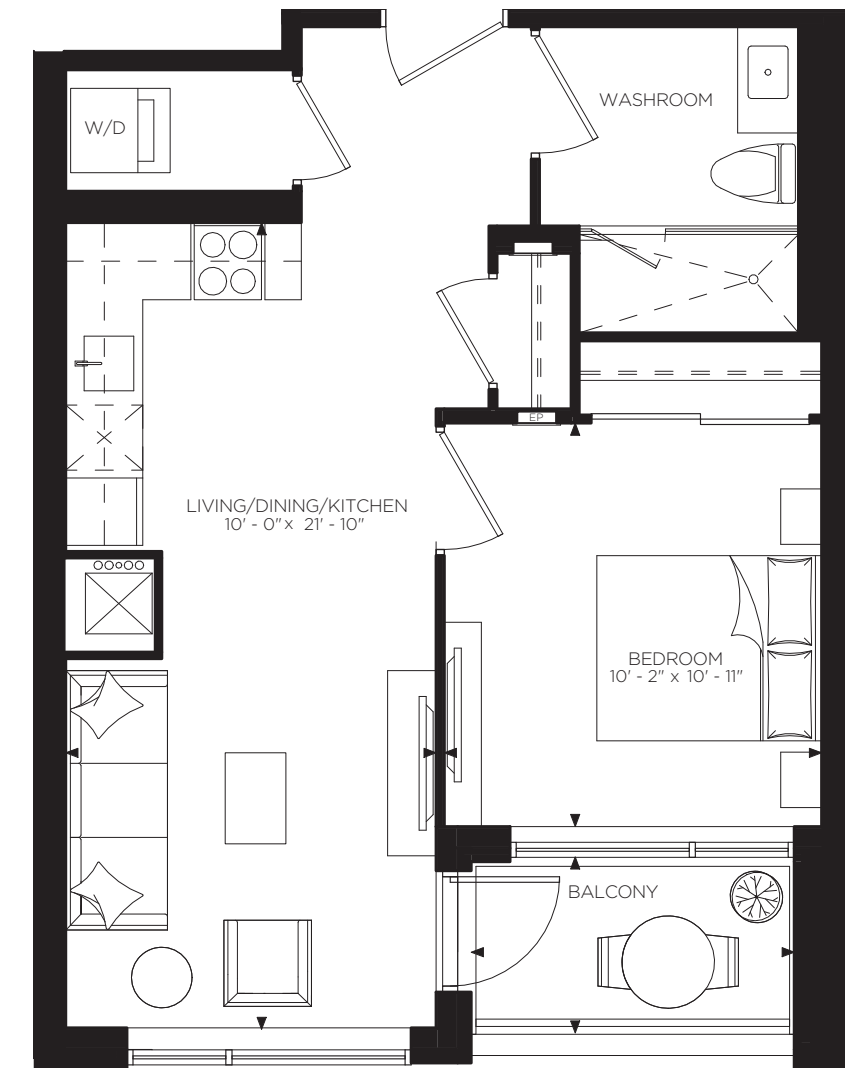 WASHROOM
W/D
EP
LIVING/DINING/KITCHEN
10' - 0" x 21' - 10"
BEDROOM
10' - 2" x 10' - 11"
BALCONY